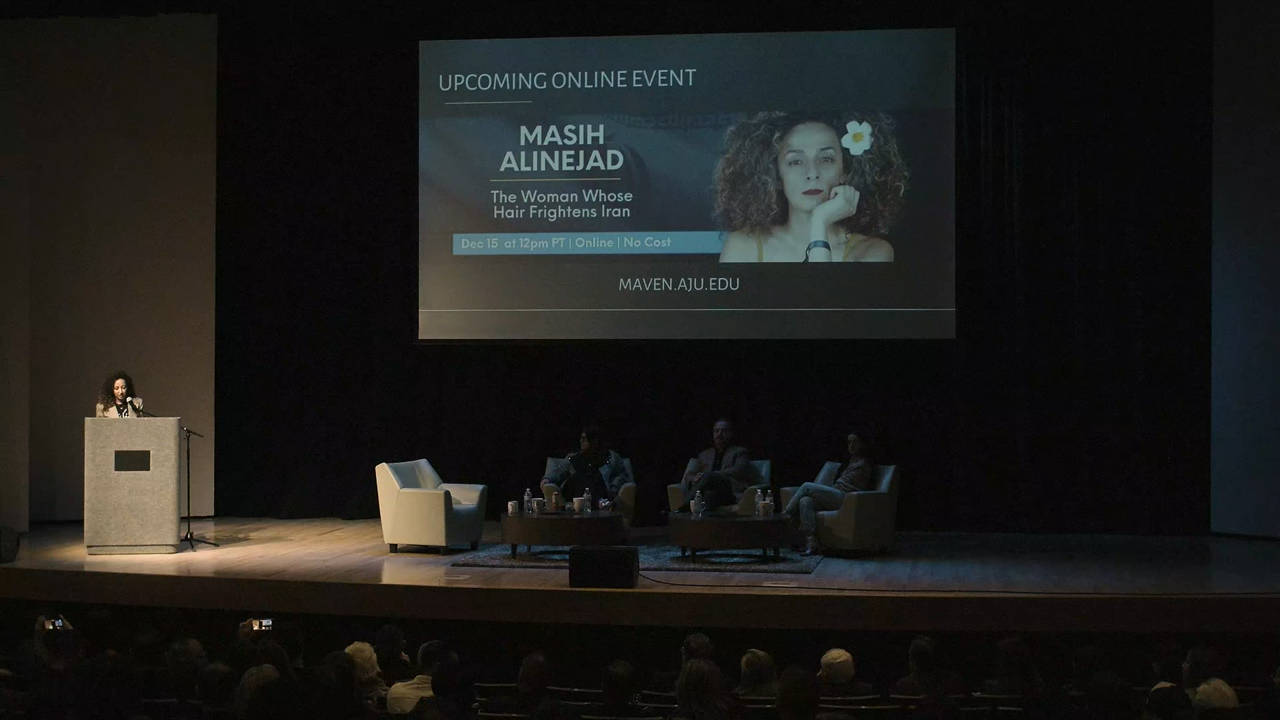 UPCOMING ONLINE EVENT
MASIH
ALINEJAD
The Woman Whose
Hair Frightens Iran
Dec 15 at 12pm PT | Online | No Cost
MAVEN.AJU.EDU